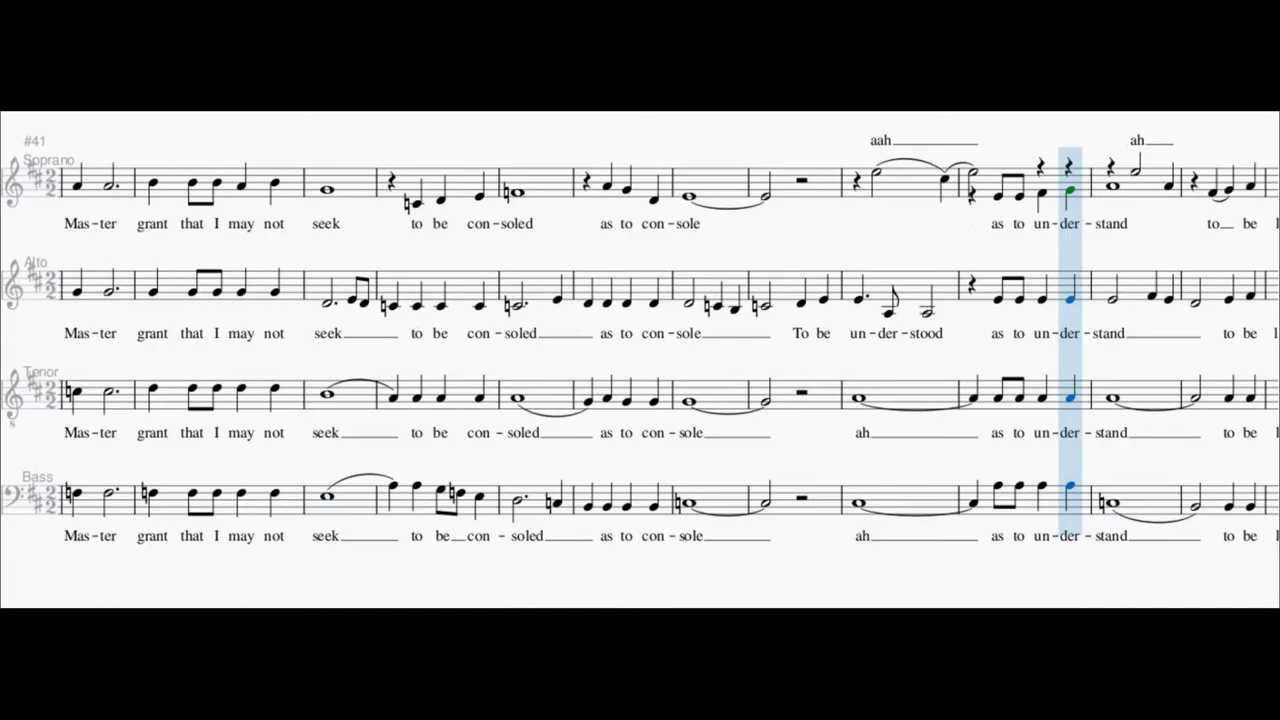 aah ah
#41
Soprano
Mas-ter grant that I may not seek to be con-soled as to con-sole as to un-der-stand to be
Alto
Mas-ter grant that I may not seek to be con-soled as to con-sole To be un-der-stood as to un-der-stand to be
Tenor
8
Mas-ter grant that I may not seek to be con-soled as to con-sole ah as to un-der-stand to be
Bass
Mas-ter grant that I may not seek to be con-soled as to con-sole ah as to un-der-stand to be